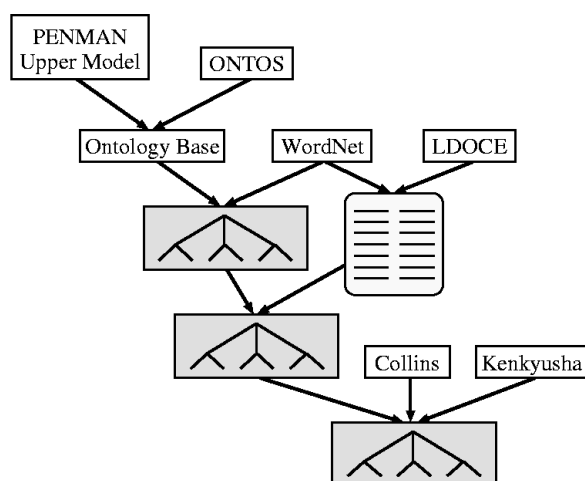 PENMAN
Upper Model
ONTOS
Ontology Base
WordNet
LDOCE
Collins
Kenkyusha